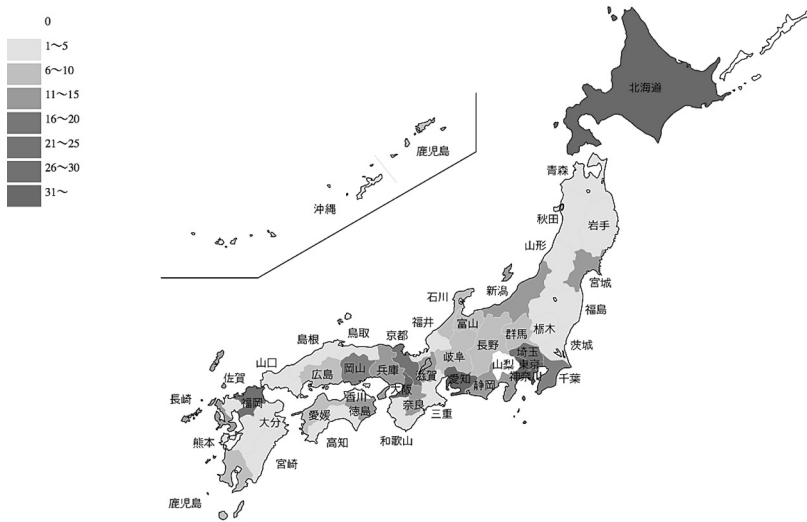 0
1〜5
6〜10
11〜15
16〜20
21〜25
26〜30
31〜
北海道
鹿児島
沖縄
青森
秋田
岩手
山形
宮城
新潟
福島
石川
富山
福井
群馬
栃木
長野
茨城
岐阜
埼玉
山梨
東京
神奈川
千葉
愛知
静岡
京都
鳥取
島根
滋賀
兵庫
岡山
広島
山口
大阪
奈良
三重
和歌山
香川
徳島
愛媛
高知
佐賀
福岡
長崎
大分
熊本
宮崎
鹿児島